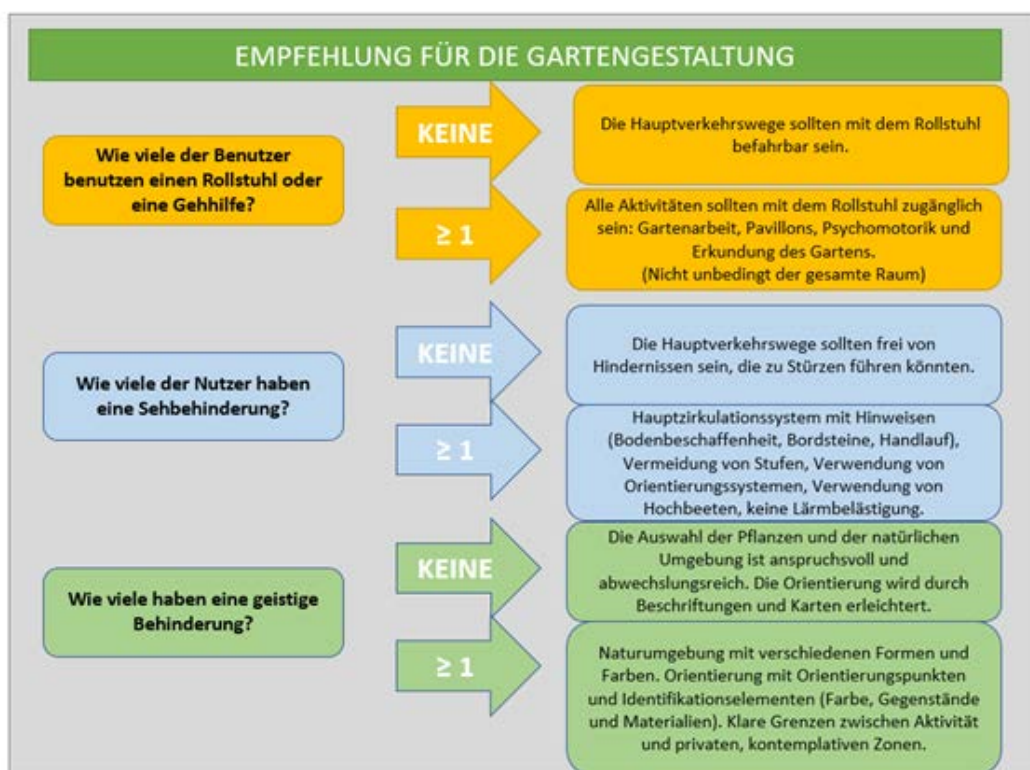 EMPFEHLUNG FÜR DIE GARTENGESTALTUNG
Wie viele der Benutzer
benutzen einen Rollstuhl oder
eine Gehhilfe?
KEINE
Die Hauptverkehrswege sollten mit dem Rollstuhl
befahrbar sein.
≥ 1
Alle Aktivitäten sollten mit dem Rollstuhl zugänglich
sein: Gartenarbeit, Pavillons, Psychomotorik und
Erkundung des Gartens.
(Nicht unbedingt der gesamte Raum)
Wie viele der Nutzer haben
eine Sehbehinderung?
KEINE
Die Hauptverkehrswege sollten frei von
Hindernissen sein, die zu Stürzen führen könnten.
≥ 1
Hauptzirkulationssystem mit Hinweisen
(Bodenbeschaffenheit, Bordsteine, Handlauf),
Vermeidung von Stufen, Verwendung von
Orientierungssystemen, Verwendung von
Hochbeeten, keine Lärmbelästigung.
Wie viele haben eine geistige
Behinderung?
KEINE
Die Auswahl der Pflanzen und der natürlichen
Umgebung ist anspruchsvoll und
abwechslungsreich. Die Orientierung wird durch
Beschriftungen und Karten erleichtert.
≥ 1
Naturumgebung mit verschiedenen Formen und
Farben. Orientierung mit Orientierungspunkten
und Identifikationselementen (Farbe, Gegenstände
und Materialien). Klare Grenzen zwischen Aktivität
und privaten, kontemplativen Zonen.